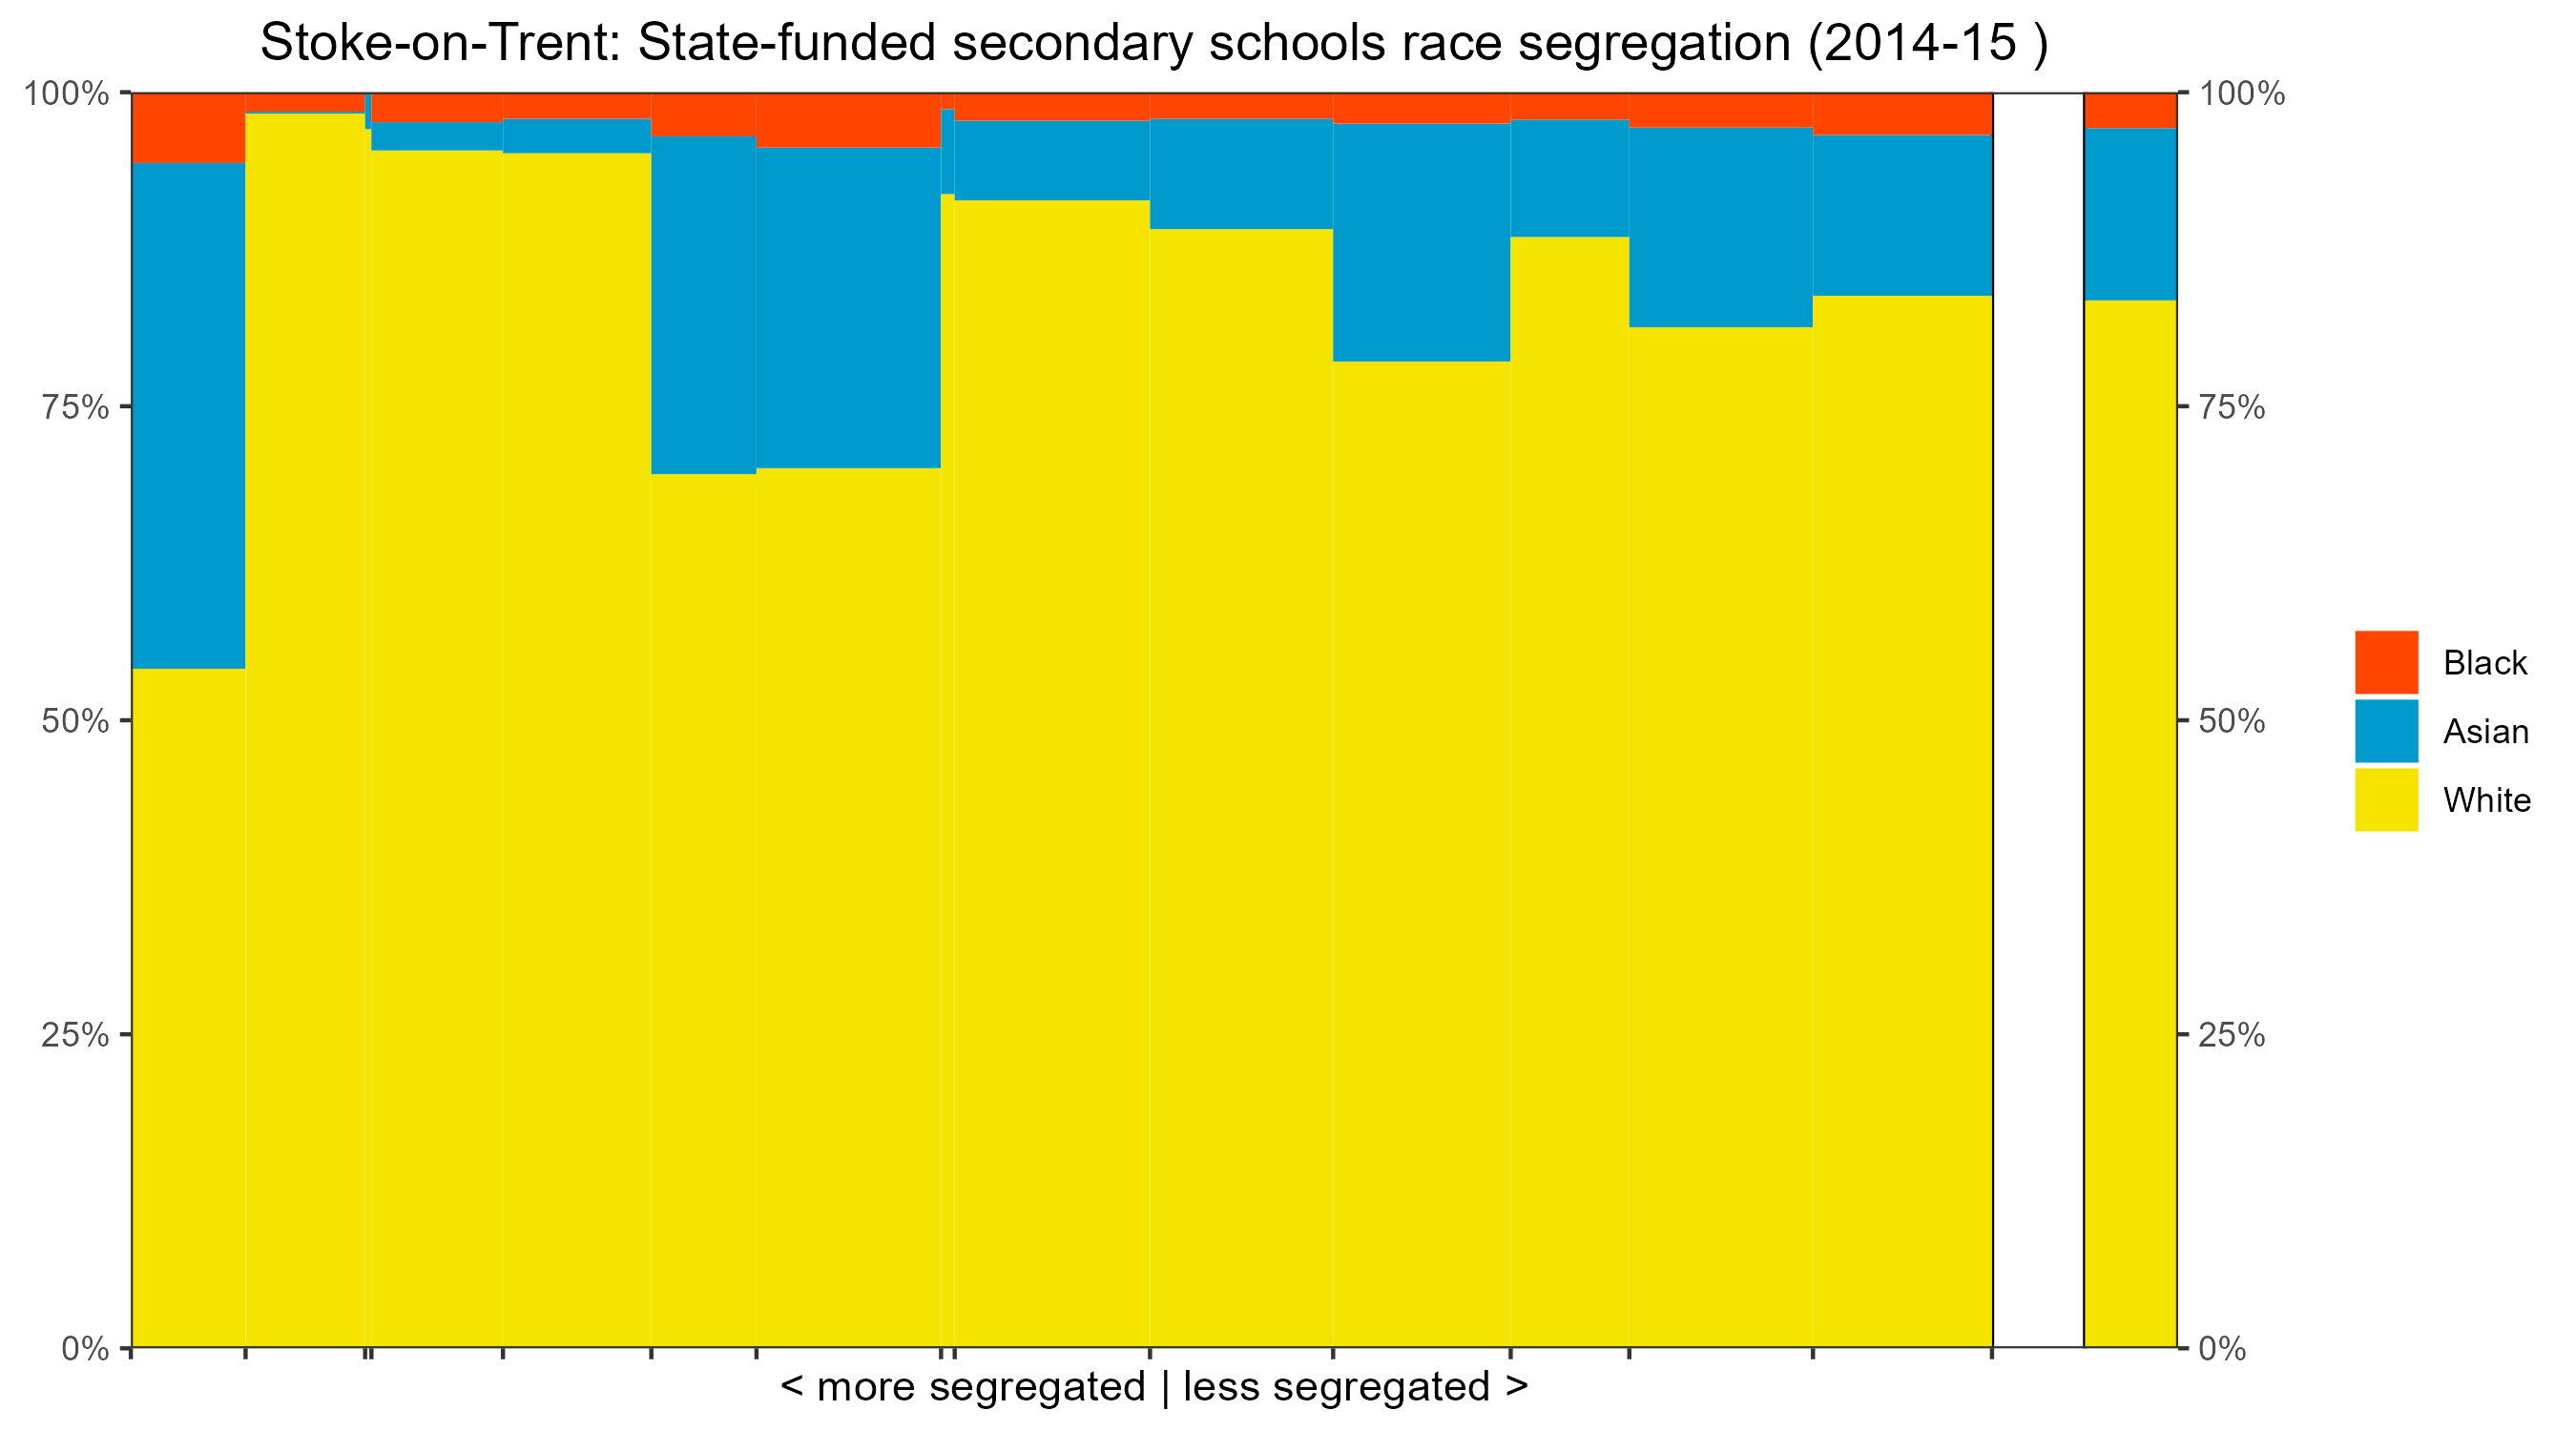 Stoke-on-Trent: State-funded secondary schools race segregation (2014-15 )
100%
75%
50%
25%
0%
100%
75%
50%
25%
0%
Black
Asian
White
< more segregated | less segregated >